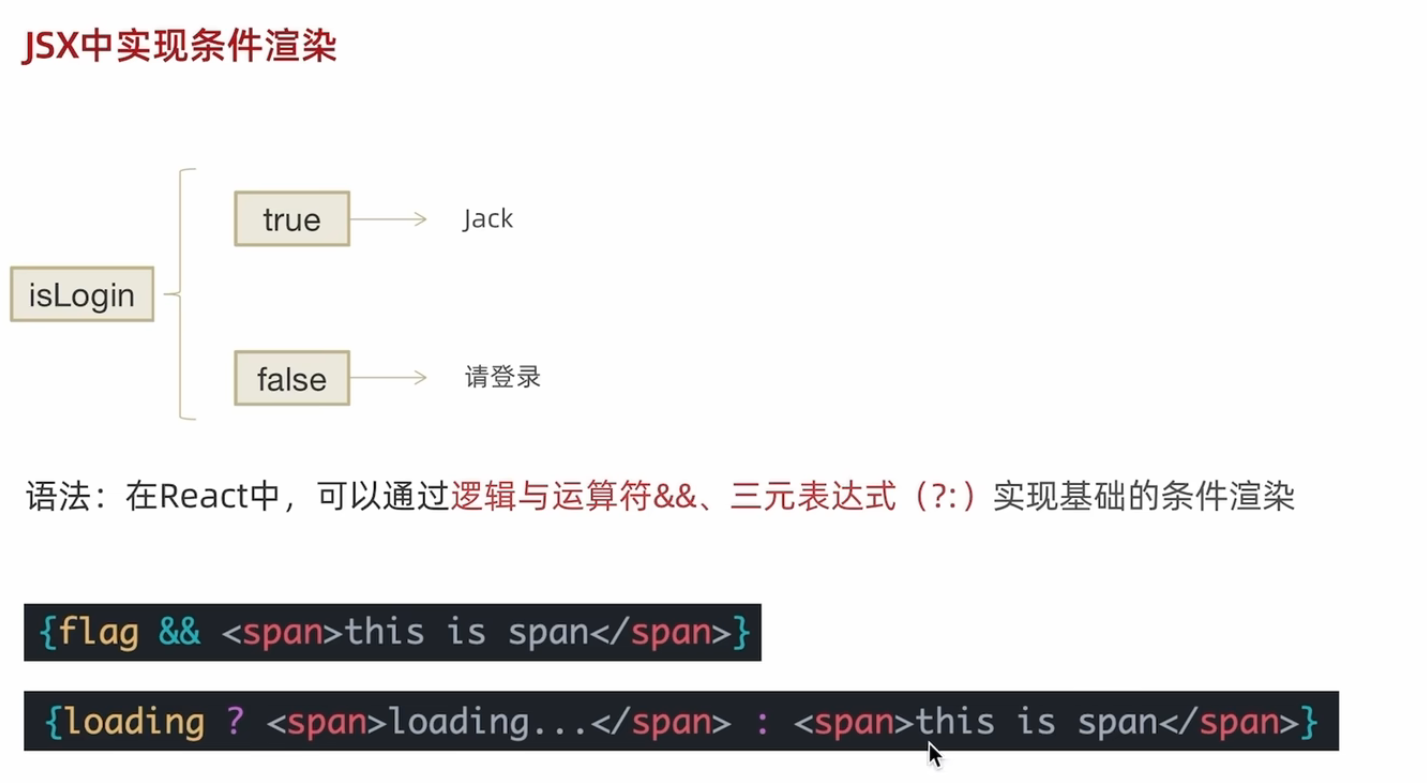 JSX中实现条件渲染
true
Jack
isLogin
false
请登录
语法：在React中，可以通过逻辑与运算符&&、三元表达式（?:）实现基础的条件渲染
{flag && <span>this is span</span>}
{loading ? <span>loading...</span> : <span>this is span</span>}